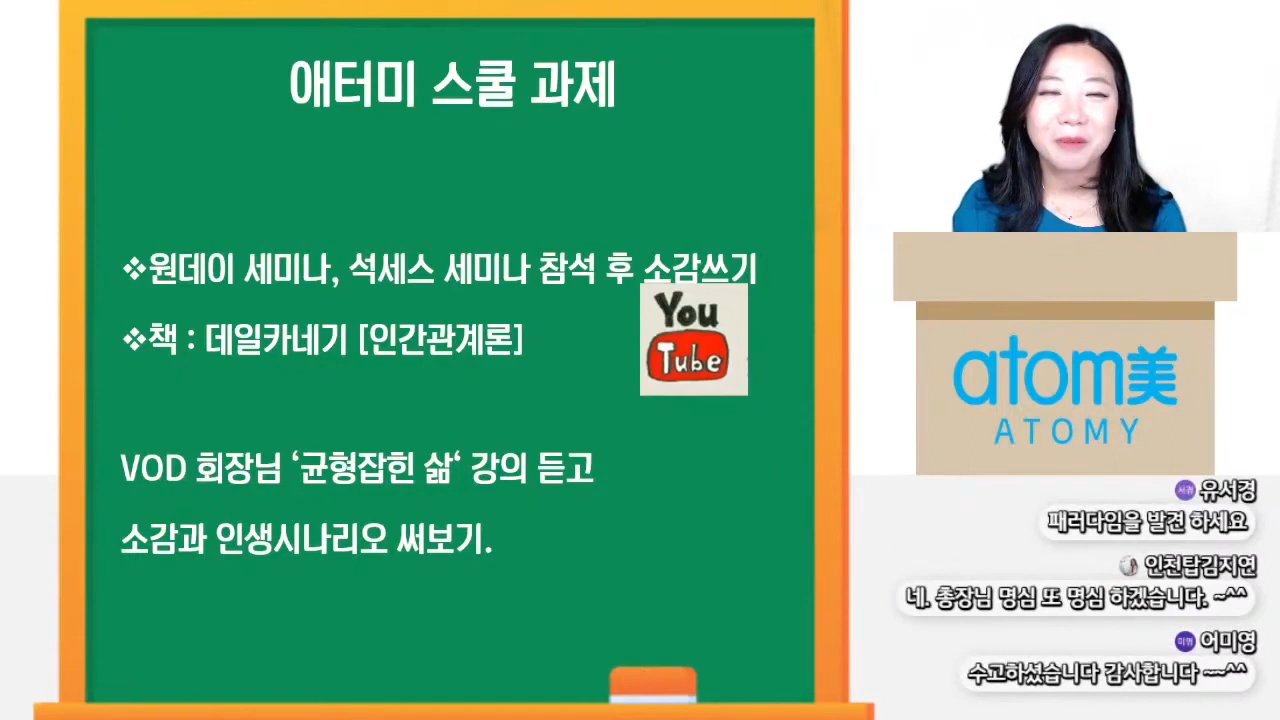 애터미 스쿨 과제
❖원데이 세미나, 석세스 세미나 참석 후 소감쓰기
❖책 : 데일카네기 [인간관계론]
You
Tube
VOD 회장님 ‘균형잡힌 삶‘ 강의 듣고
소감과 인생시나리오 써보기.
atom美
ATOMY
서경 유서경
패러다임을 발견 하세요
인천탑김지연
네. 총장님 명심 또 명심 하겠습니다. ~^^
미영 어미영
수고하셨습니다 감사합니다 ~~^^